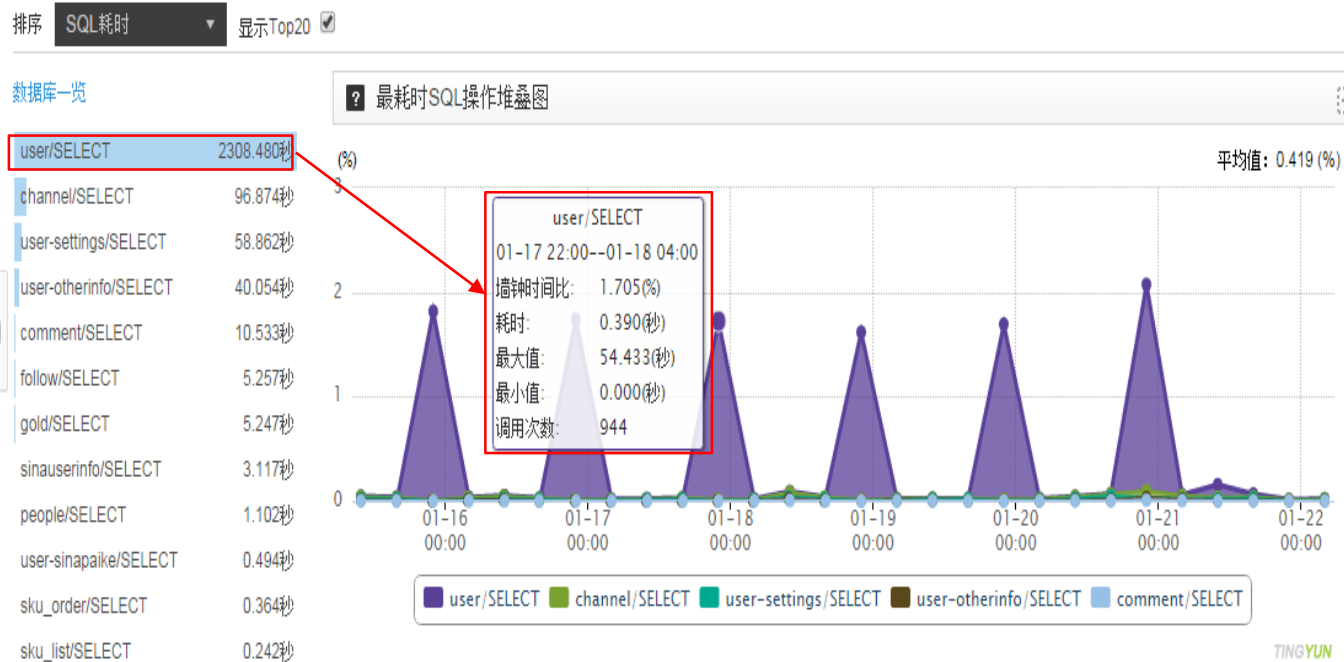 排序 SQL耗时 显示Top20
数据库一览
user/SELECT 2308.480秒
channel/SELECT 96.874秒
user-settings/SELECT 58.862秒
user-otherinfo/SELECT 40.054秒
comment/SELECT 10.533秒
follow/SELECT 5.257秒
gold/SELECT 5.247秒
sinauserinfo/SELECT 3.117秒
people/SELECT 1.102秒
user-sinapaike/SELECT 0.494秒
sku_order/SELECT 0.364秒
sku_list/SELECT 0.242秒
? 最耗时SQL操作堆叠图
(%) 平均值: 0.419 (%)
3
2
1
0
user/SELECT
01-17 22:00--01-18 04:00
墙钟时间比: 1.705(%)
耗时: 0.390(秒)
最大值: 54.433(秒)
最小值: 0.000(秒)
调用次数: 944
01-16 01-17 01-18 01-19 01-20 01-21 01-22
00:00 00:00 00:00 00:00 00:00 00:00 00:00
user/SELECT channel/SELECT user-settings/SELECT user-otherinfo/SELECT comment/SELECT
TINGYUN